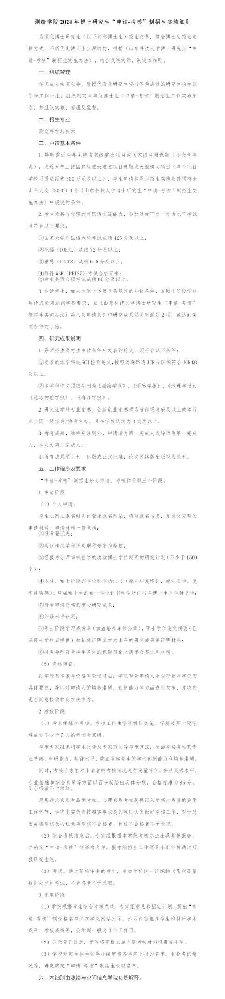 测绘学院 2024 年博士研究生“申请-考核”制招生实施细则
为深化博士研究生（以下简称博士生）招生改革，健全博士生招生选
拔方式，不断优化博士生生源结构，根据《山东科技大学博士研究生“申
请-考核”制招生实施办法》，结合我院实际，制定本细则。
一、组织管理
学院成立由院领导、教授代表及研究生秘书等为成员的研究生招生领
导和工作小组，组织制定本单位博士生“申请-考核”制招生工作实施细
则，并组织实施、管理及监督。
二、招生专业
测绘科学与技术
三、申请基本条件
1.导师需近两年主持省部级重大项目或国家级科研课题（不含青年
类），或近五年主持国家级重大重点项目课题或大型横向项目（单个项目
学校可提成经费 300 万元及以上），考生申请和导师招生其他条件须符合
山科大发〔2020〕4 号《山东科技大学博士研究生“申请-考核”制招生实
施办法》中规定的条件。
2.考生须具有较强的外国语交流能力，参加过如下之一外语水平考试
且符合以下要求：
①国家大学外国语六级考试成绩 425 分及以上；
②托福（TOEFL）成绩 72 分及以上；
③雅思（IELTS）成绩 6.0 分及以上；
④取得 WSK（PETS5）考试合格证书；
⑤专业英语八级考试成绩 60 分及以上。
3.在读考生，如未达到上述第 2 条规定的外语条件，其硕士阶段学位
英语成绩须达到学校要求，且《山东科技大学博士研究生“申请-考核”
制招生实施办法》第八条申请条件中研究成果须同时满足 2 项，或达到某
项条件的 2 倍。
四、研究成果说明
1.导师招生及考生申请条件中发表的论文，须符合以下条件：
①发表的本学科被 SCI 检索论文，按照汤森路透 JCR 分区须符合 JCR Q3
及以上；
②本学科中文顶级期刊为《测绘学报》、《遥感学报》、《地理学报》、
《地球物理学报》、《海洋学报》。
2.研究生学科专业竞赛、创新创业竞赛须为省部级政府及以上或本行
业全国一级学会/协会主办，且在学校认定为 B 类及以上。
3.所有成果，除特别注明外，申请者为第一完成人或导师为第一完成
人，本人为第二完成人。
4.所有成果须见刊、出版或正式批准，论文网络版出版视为见刊。
五、工作程序及要求
“申请-考核”制招生分为申请、考核和录取三个阶段。
1.申请阶段
（1）个人申请。
考生在网上报名时间内登录报名网站，填写报名信息，并提交完整的
申请材料。申请材料一般包括：
①报考登记表；
②两位相关学科正高职称专家推荐信；
③经报考导师审核签字的攻读博士学位期间的研究计划（不少于 1500
字）；
④本科、硕士阶段的学位和学历证书（原件和复印件，原件交验、复
印件留存），应届硕士生的硕士学位证书和学历证书在博士生入学时交验；
⑤符合申请资格的核心研究成果；
⑥外语水平证明；
⑦硕士阶段学习成绩单（加盖培养单位公章），硕士学位论文摘要（已
获硕士学位者提供）和其他证明其学术水平的研究成果等证明材料；
⑧报考导师符合招生条件的课题与论文清单及其证明材料。
（2）资格审查。
经学校基本报考资格审查通过后，学院审查申请人是否符合本学院的
具体要求；导师对申请人的培养潜质、创新能力等方面进行初审，并决定
是否同意接收和向学院推荐。
2.考核阶段
（1）专家组综合考核。考核工作由学院组织实施。学院按照一级学
科成立不少于 5 人的考核专家组。
考核专家组采用学术报告及专家提问等考核方法，全面考察考生的专
业基础、科研能力、英语水平，重点考察考生的学术创新能力和培养潜质。
同时，考核专家组对申请者的考核情况进行定量评价，并从英语水平、
专业基础和综合素质等方面以百分制给出具体分数，合格标准为 85 分，
不合格者不予录取。
思想政治素质和品德考核、心理素质考核是保证入学新生质量的重要
工作环节，学院党委负责按照实事求是的原则认真做好考核工作，对于思
想品德考核及心理素质考核不合格者、体检不合格者不予录取。
（2）综合考核结束后，专家组根据本学院考核办法出具考核报告，
并确定“申请-考核”制资格名单，报学院招生工作领导小组审核通过后
报研究生院。
（3）考试。通过资格审查的考生，参加学校统一组织的《现代测量
数据处理》考试，不合格者不予录取。
3.录取阶段
（1）学院根据考生综合考核成绩、专家组意见和招生计划，提出“申
请-考核”制资格名单并在学院网站公示。公示内容包括考生的科研学术
成果、考核成绩等，公示期一般为 3 个工作日。
（2）公示无异议后，学院将资格名单连同考核材料报研究生院。
（3）学校研究生招生领导小组审核各学院上报的名单，根据考试情
况等，研究确定“申请-考核”制招生录取名单。
六、本细则由测绘与空间信息学院负责解释。